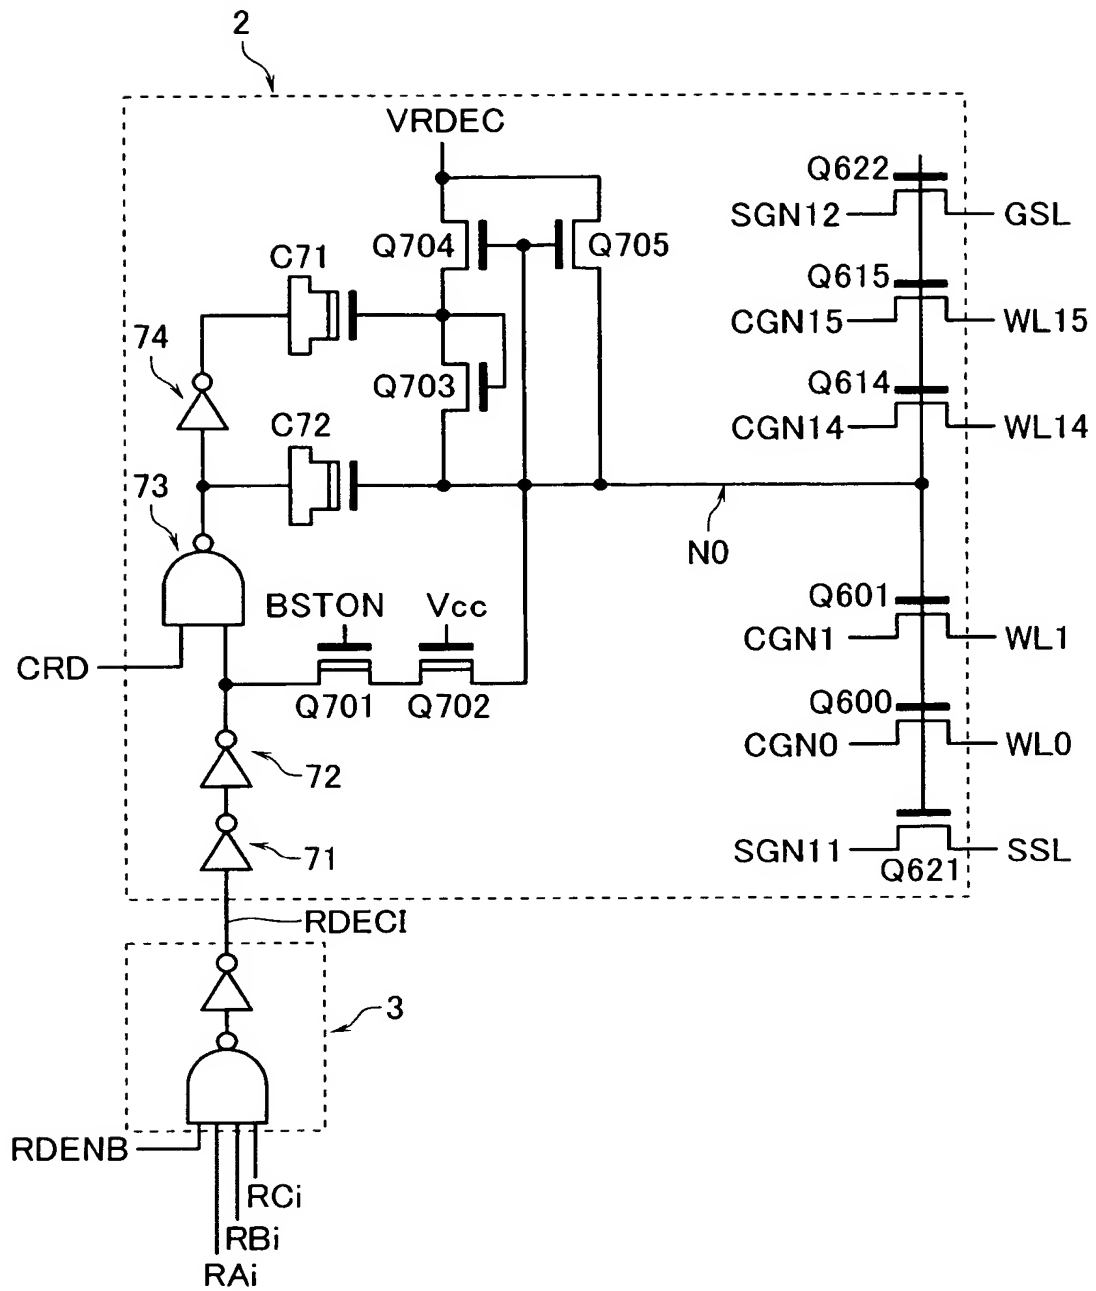 2
VRDEC
Q622
SGN12
GSL
Q704
Q705
C71
Q615
CGN15
WL15
74
Q703
Q614
C72
CGN14
WL14
73
N0
BSTON
Vcc
Q601
CGN1
WL1
CRD
Q701
Q702
Q600
CGN0
WL0
72
71
SGN11
SSL
Q621
RDECI
3
RDENB
RCi
RBi
RAi